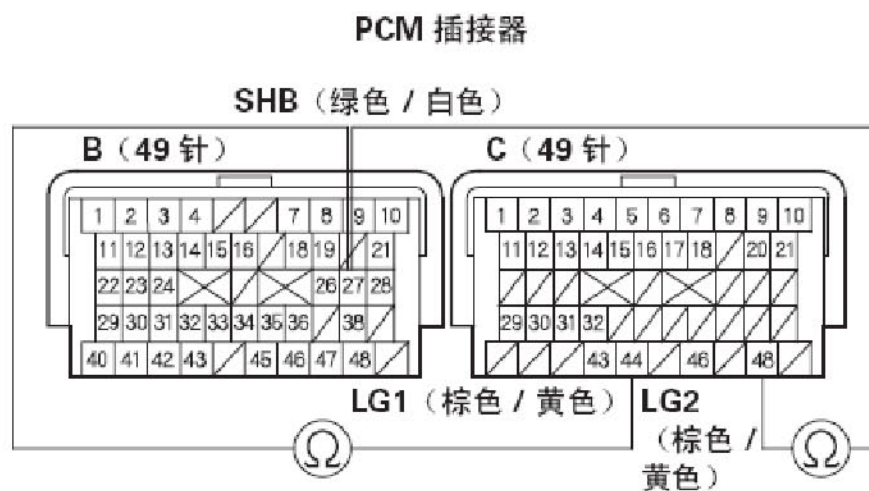 PCM 插接器
SHB（绿色 / 白色）
B（49 针）
C（49 针）
1 2 3 4 7 8 9 10
11 12 13 14 15 16 18 19 21
22 23 24 26 27 28
29 30 31 32 33 34 35 36 38
40 41 42 43 45 46 47 48
1 2 3 4 5 6 7 8 9 10
11 12 13 14 15 16 17 18 20 21
29 30 31 32
43 44 46 48
LG1（棕色 / 黄色）
LG2
（棕色 /
黄色）
Ω
Ω